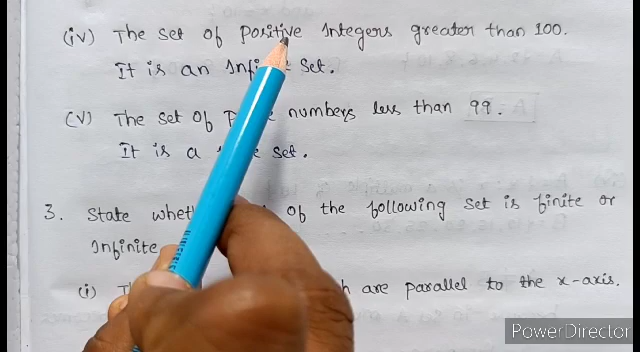 (iv) The set of positive Integers greater than 100.
It is an Set.
(v) The set of numbers less than 99.
It is a set.
3. State of the following set is finite or
Infinite
(i) are parallel to the x-axis.
PowerDirector